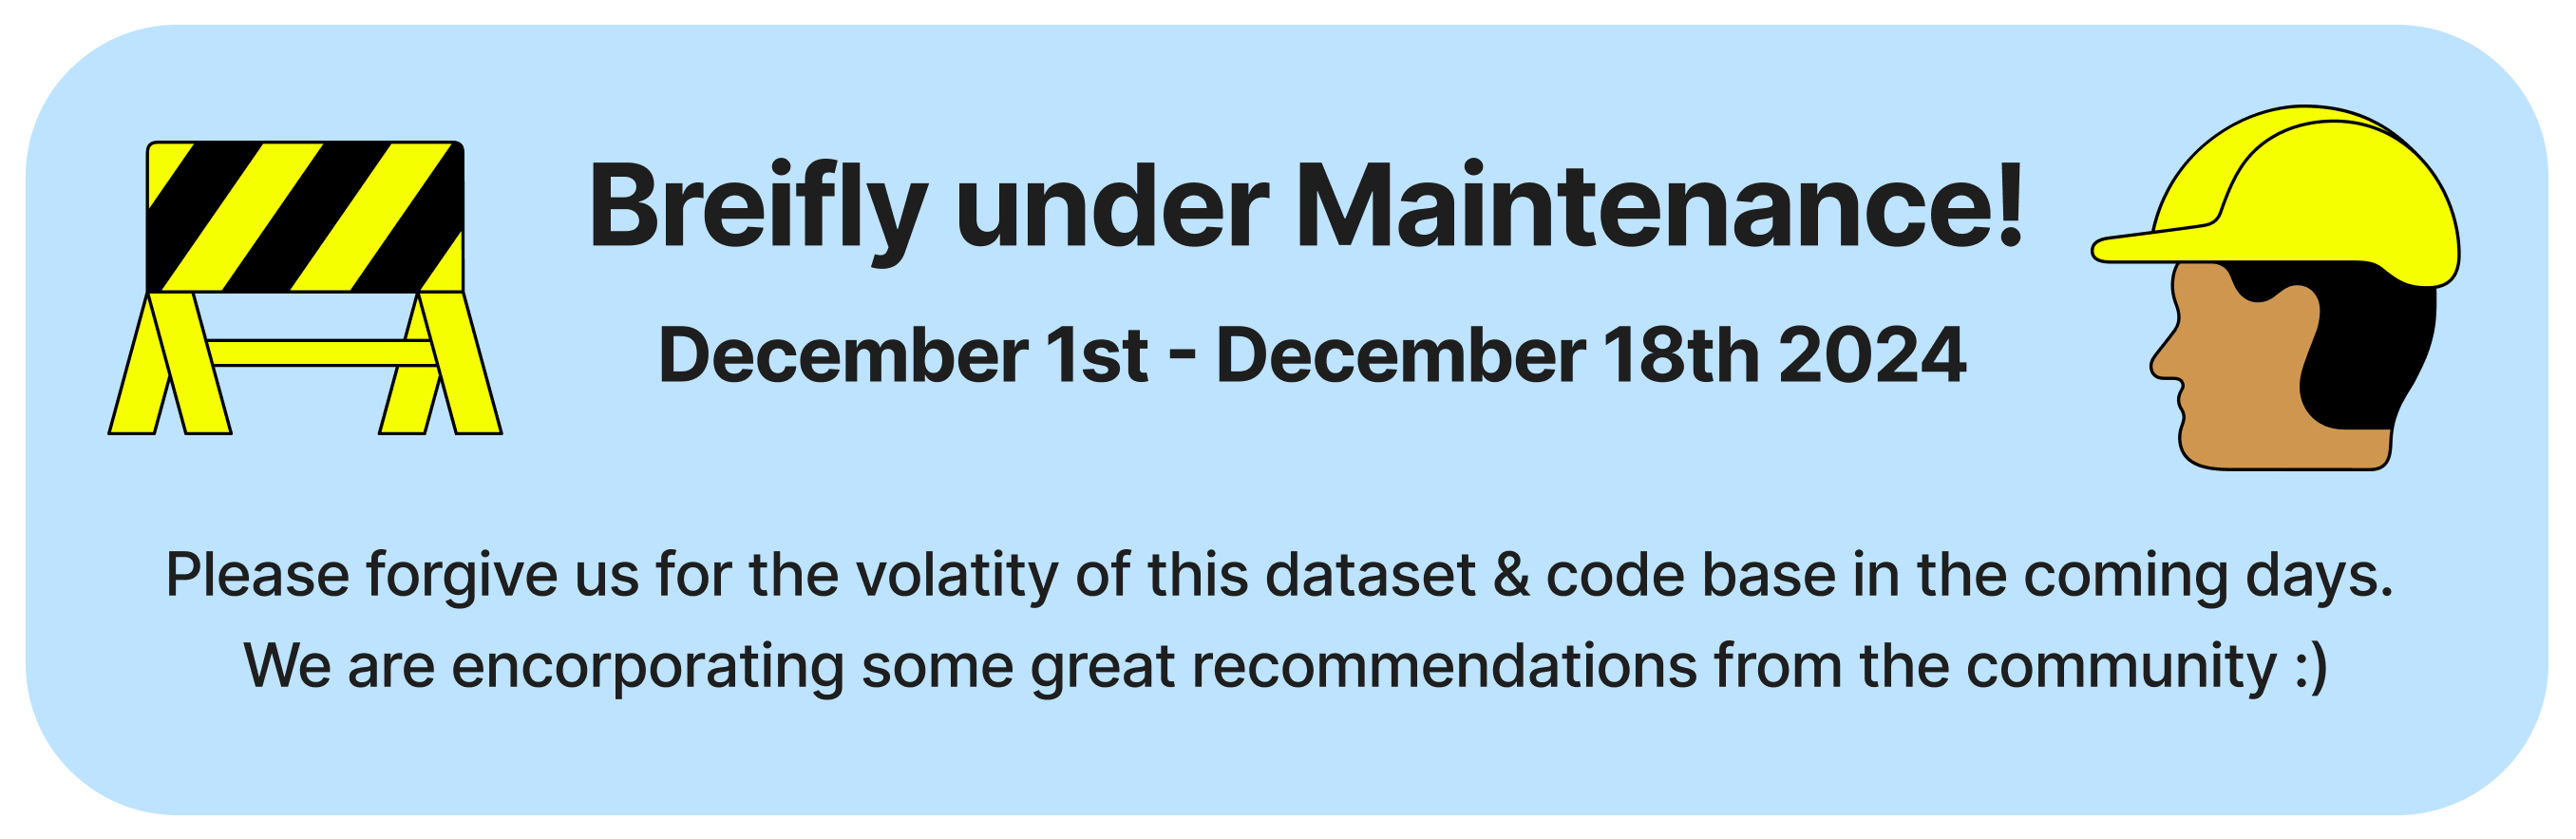 Breifly under Maintenance!
December 1st - December 18th 2024
Please forgive us for the volatity of this dataset & code base in the coming days.
We are encorporating some great recommendations from the community :)